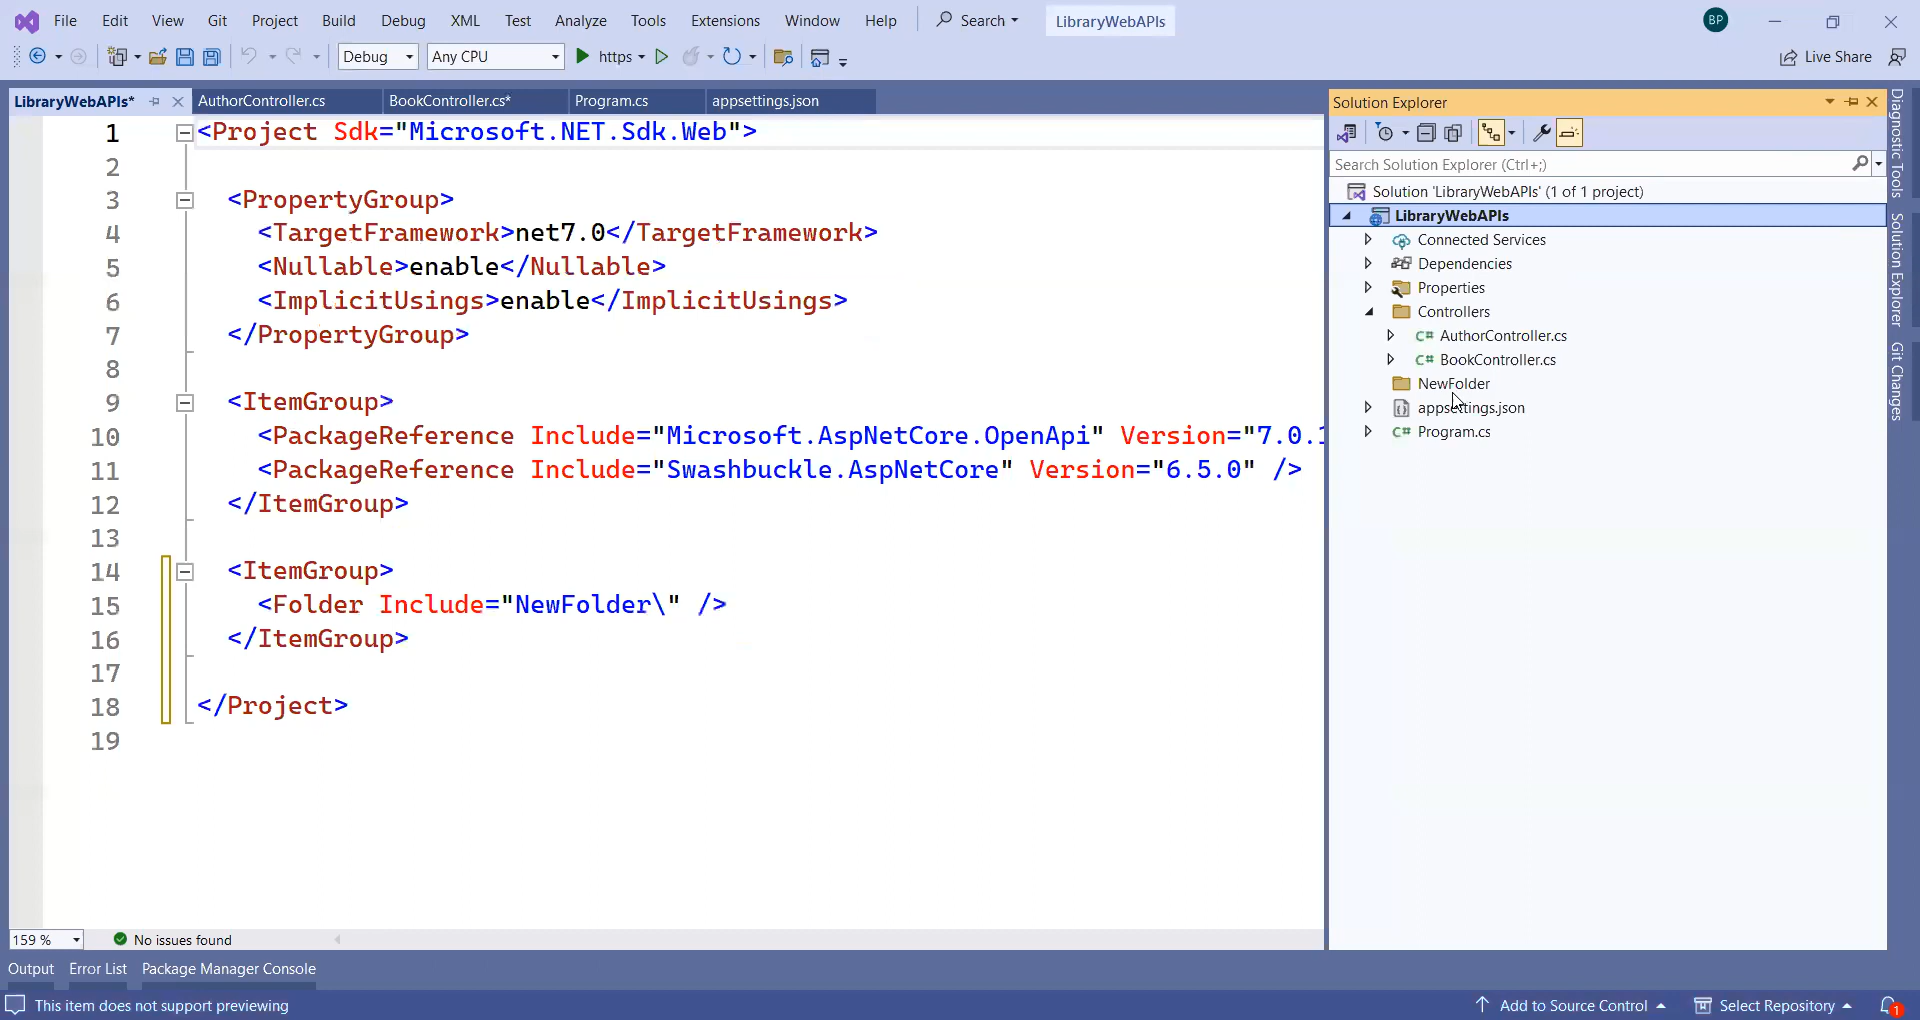 File Edit View Git Project Build Debug XML Test Analyze Tools Extensions Window Help Search LibraryWebAPIs BP
Debug Any CPU https Live Share
LibraryWebAPIs* AuthorController.cs BookController.cs* Program.cs appsettings.json
1 <Project Sdk="Microsoft.NET.Sdk.Web">
2
3 <PropertyGroup>
4 <TargetFramework>net7.0</TargetFramework>
5 <Nullable>enable</Nullable>
6 <ImplicitUsings>enable</ImplicitUsings>
7 </PropertyGroup>
8
9 <ItemGroup>
10 <PackageReference Include="Microsoft.AspNetCore.OpenApi" Version="7.0.1
11 <PackageReference Include="Swashbuckle.AspNetCore" Version="6.5.0" />
12 </ItemGroup>
13
14 <ItemGroup>
15 <Folder Include="NewFolder\" />
16 </ItemGroup>
17
18 </Project>
19
159 % No issues found
Solution Explorer
Search Solution Explorer (Ctrl+;)
Solution 'LibraryWebAPIs' (1 of 1 project)
LibraryWebAPIs
Connected Services
Dependencies
Properties
Controllers
C# AuthorController.cs
C# BookController.cs
NewFolder
appsettings.json
C# Program.cs
Diagnostic Tools
Solution Explorer
Git Changes
Output Error List Package Manager Console
This item does not support previewing Add to Source Control Select Repository 1